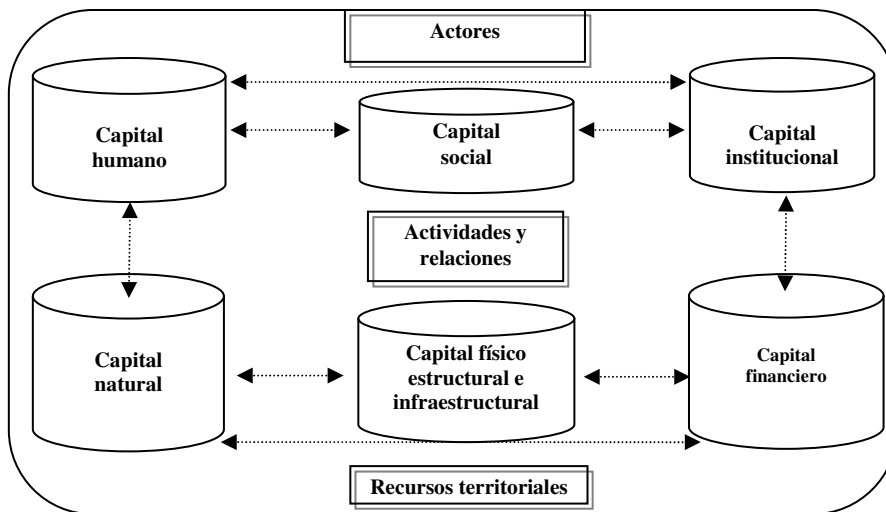 Actores
Capital
humano
Capital
social
Capital
institucional
Actividades y
relaciones
Capital
natural
Capital físico
estructural e
infraestructural
Capital
financiero
Recursos territoriales